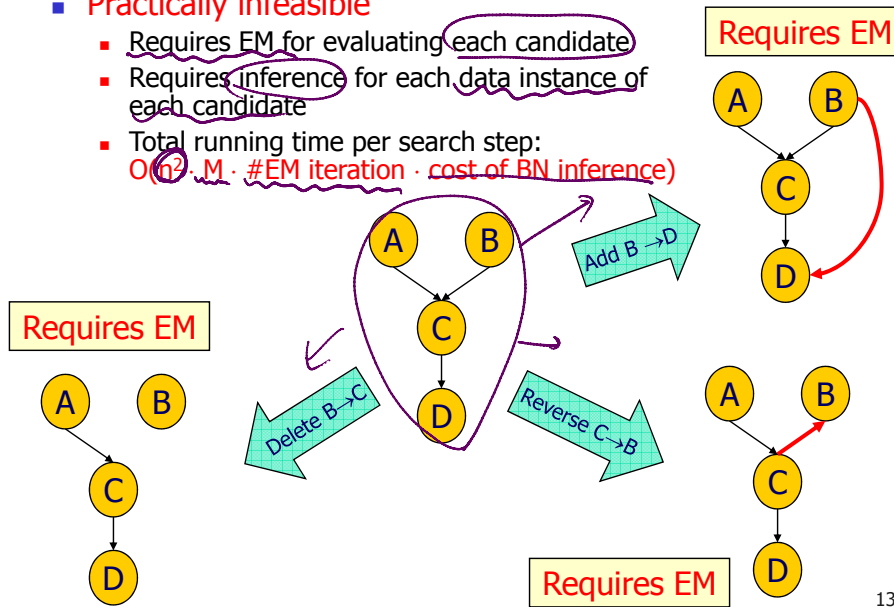 Practically infeasible
Requires EM for evaluating each candidate
Requires inference for each data instance of
each candidate
Total running time per search step:
O(n² · M · #EM iteration · cost of BN inference)
Requires EM
A B
C
D
A B
C
D
Add B →D
Delete B→C
Reverse C→B
Requires EM
A B
C
D
A B
C
D
Requires EM
13